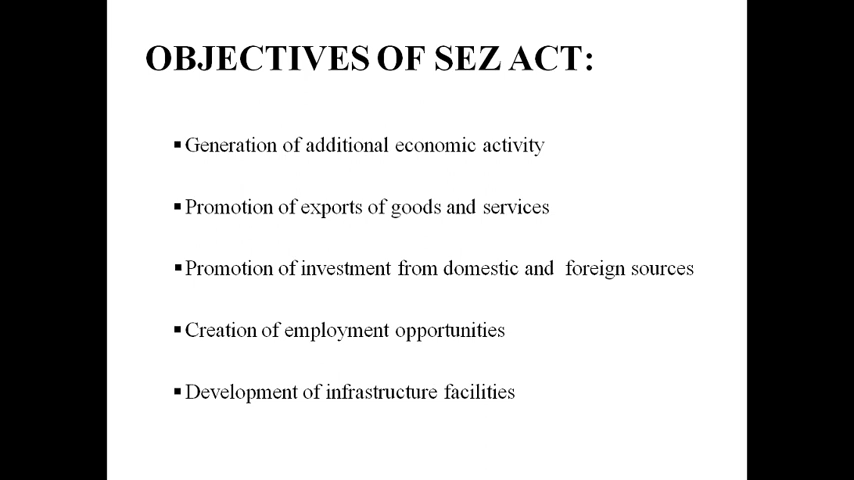 OBJECTIVES OF SEZ ACT:
▪Generation of additional economic activity
▪Promotion of exports of goods and services
▪Promotion of investment from domestic and  foreign sources
▪Creation of employment opportunities
▪Development of infrastructure facilities